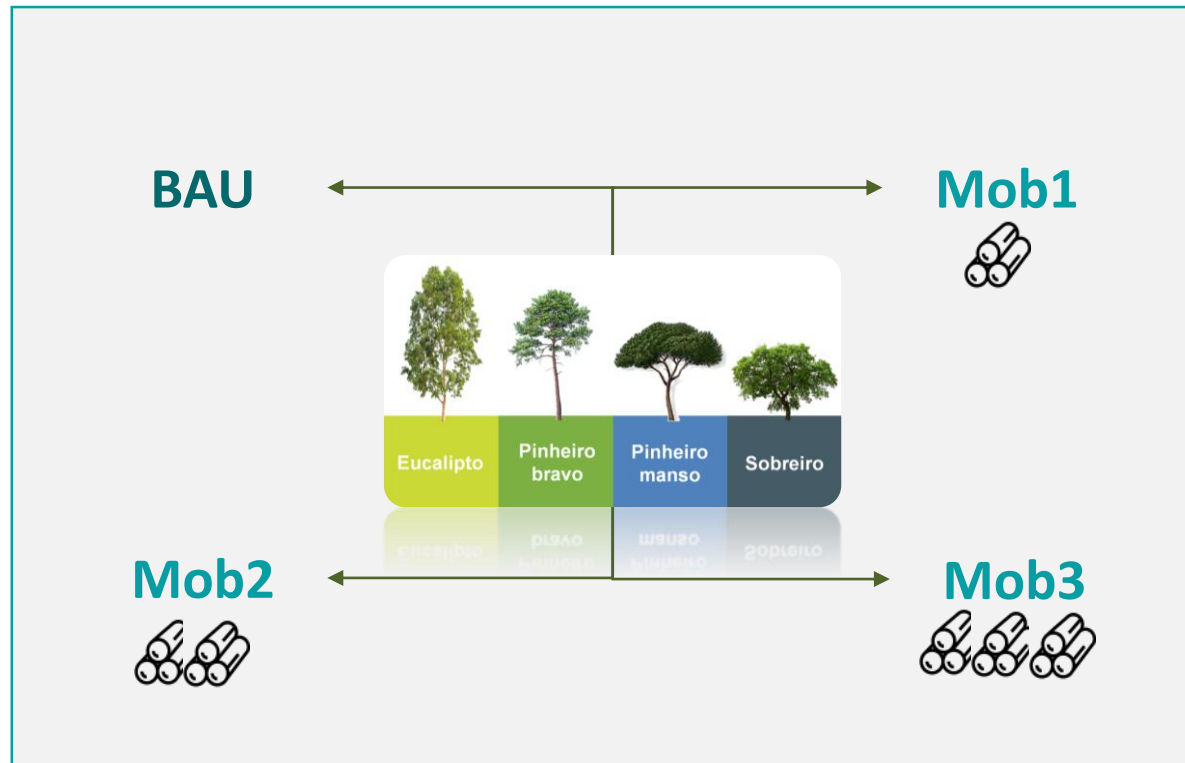 BAU
Mob1
Eucalipto
Pinheiro
bravo
Pinheiro
manso
Sobreiro
Mob2
Mob3